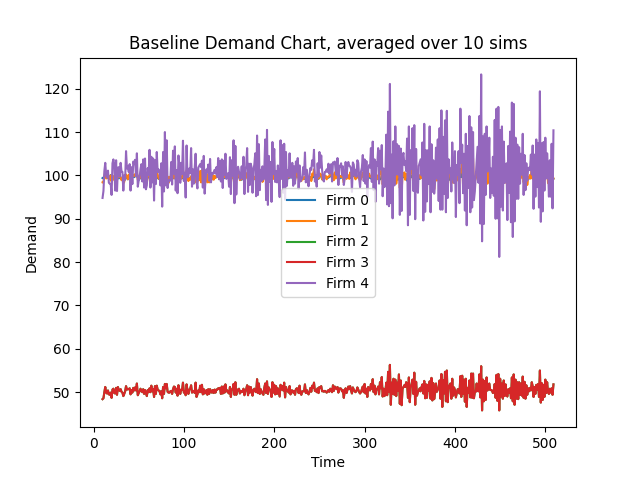 Baseline Demand Chart, averaged over 10 sims
120
110
100
90
80
70
60
50
Demand
Firm 0
Firm 1
Firm 2
Firm 3
Firm 4
0
100
200
300
400
500
Time